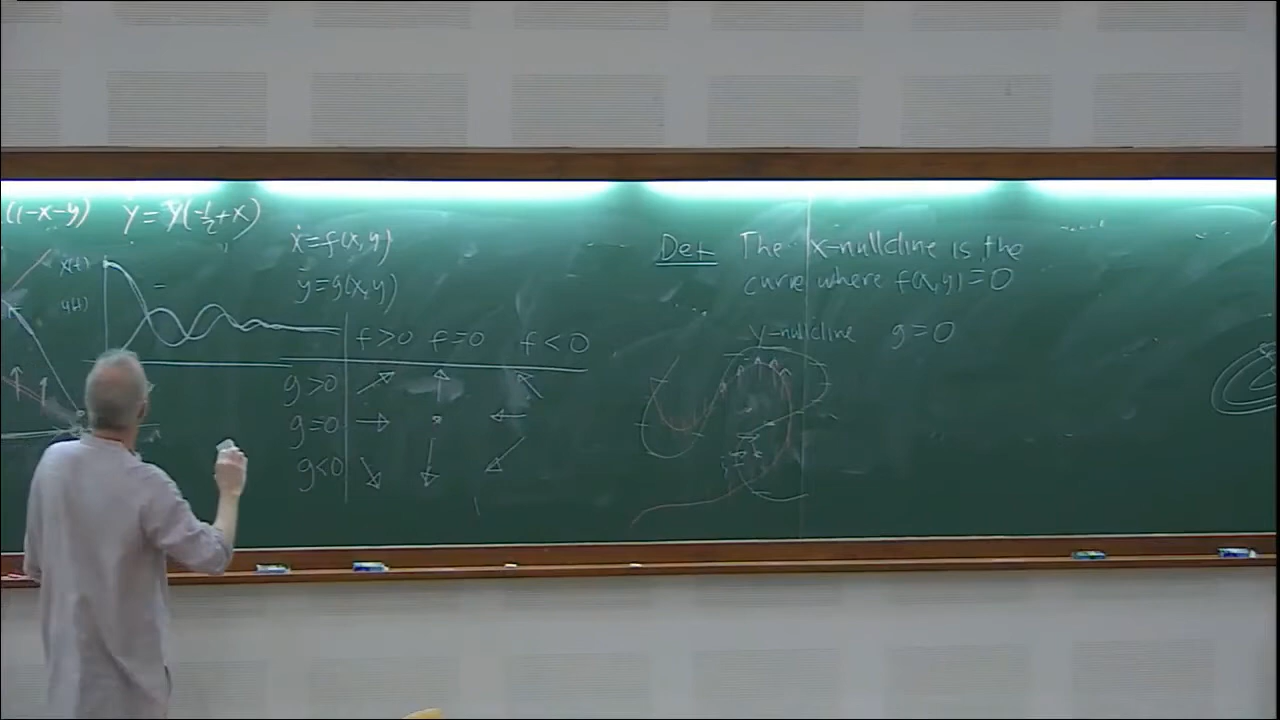 (1-x-y) ẏ = y(-1/2+x)
x(t)
y(t)
ẋ=f(x,y)
ẏ=g(x,y)
f>0 f=0 f<0
g>0
g=0
g<0
Def The x-nullcline is the
curve where f(x,y)=0
y-nullcline g=0